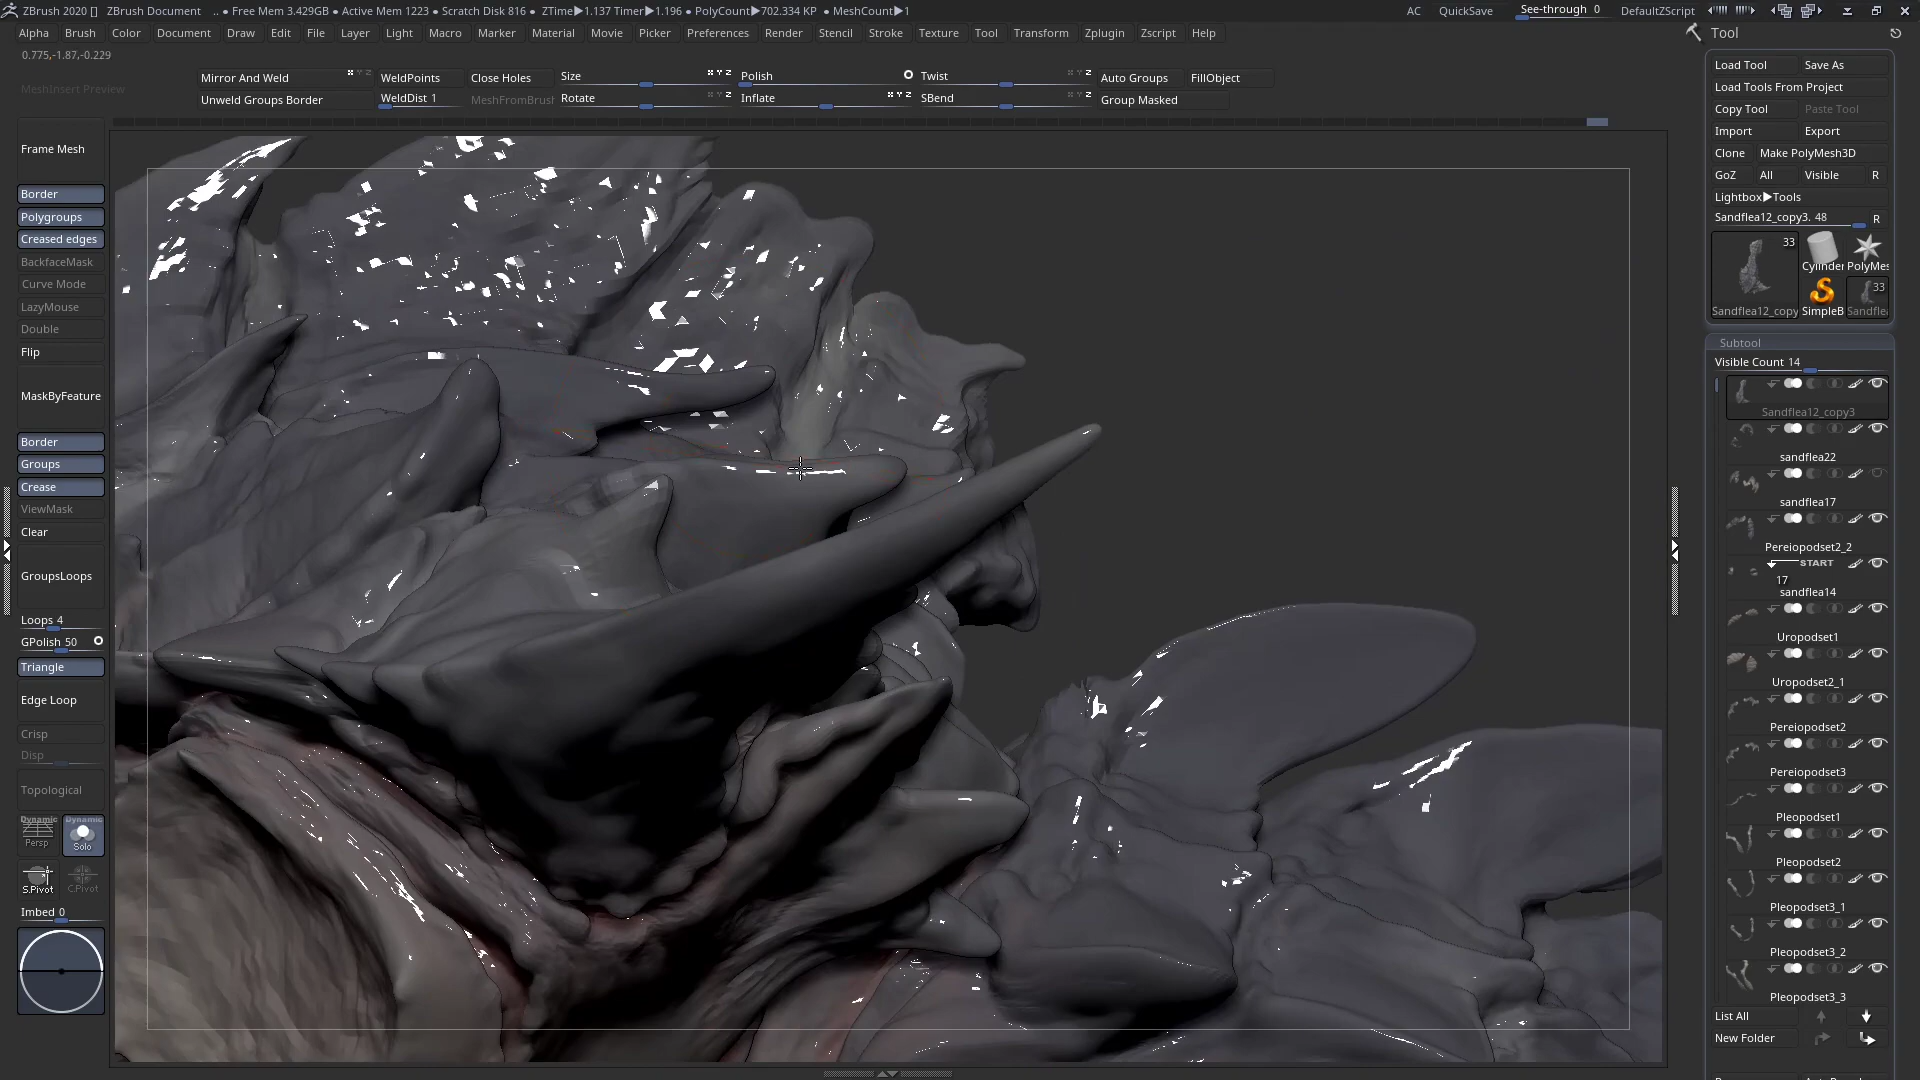 ZBrush 2020 [] ZBrush Document .. ● Free Mem 3.429GB ● Active Mem 1223 ● Scratch Disk 816 ● ZTime▶1.137 Timer▶1.196 ● PolyCount▶702.334 KP ● MeshCount▶1 AC QuickSave See-through 0 DefaultZScript
Alpha Brush Color Document Draw Edit File Layer Light Macro Marker Material Movie Picker Preferences Render Stencil Stroke Texture Tool Transform Zplugin Zscript Help
0.775,-1.87,-0.229
MeshInsert Preview
Mirror And Weld WeldPoints Close Holes Size Polish Twist Auto Groups FillObject
Unweld Groups Border WeldDist 1 MeshFromBrush Rotate Inflate SBend Group Masked
Frame Mesh
Border
Polygroups
Creased edges
BackfaceMask
Curve Mode
LazyMouse
Double
Flip
MaskByFeature
Border
Groups
Crease
ViewMask
Clear
GroupsLoops
Loops 4
GPolish 50
Triangle
Edge Loop
Crisp
Disp
Topological
Dynamic Dynamic
Persp Solo
S.Pivot C.Pivot
Imbed 0
Tool
Load Tool Save As
Load Tools From Project
Copy Tool Paste Tool
Import Export
Clone Make PolyMesh3D
GoZ All Visible R
Lightbox▶Tools
Sandflea12_copy3. 48 R
33
Cylinder PolyMes
33
Sandflea12_copy SimpleB Sandflea
Subtool
Visible Count 14
Sandflea12_copy3
sandflea22
sandflea17
Pereiopodset2_2
START
17
sandflea14
Uropodset1
Uropodset2_1
Pereiopodset2
Pereiopodset3
Pleopodset1
Pleopodset2
Pleopodset3_1
Pleopodset3_2
Pleopodset3_3
List All
New Folder